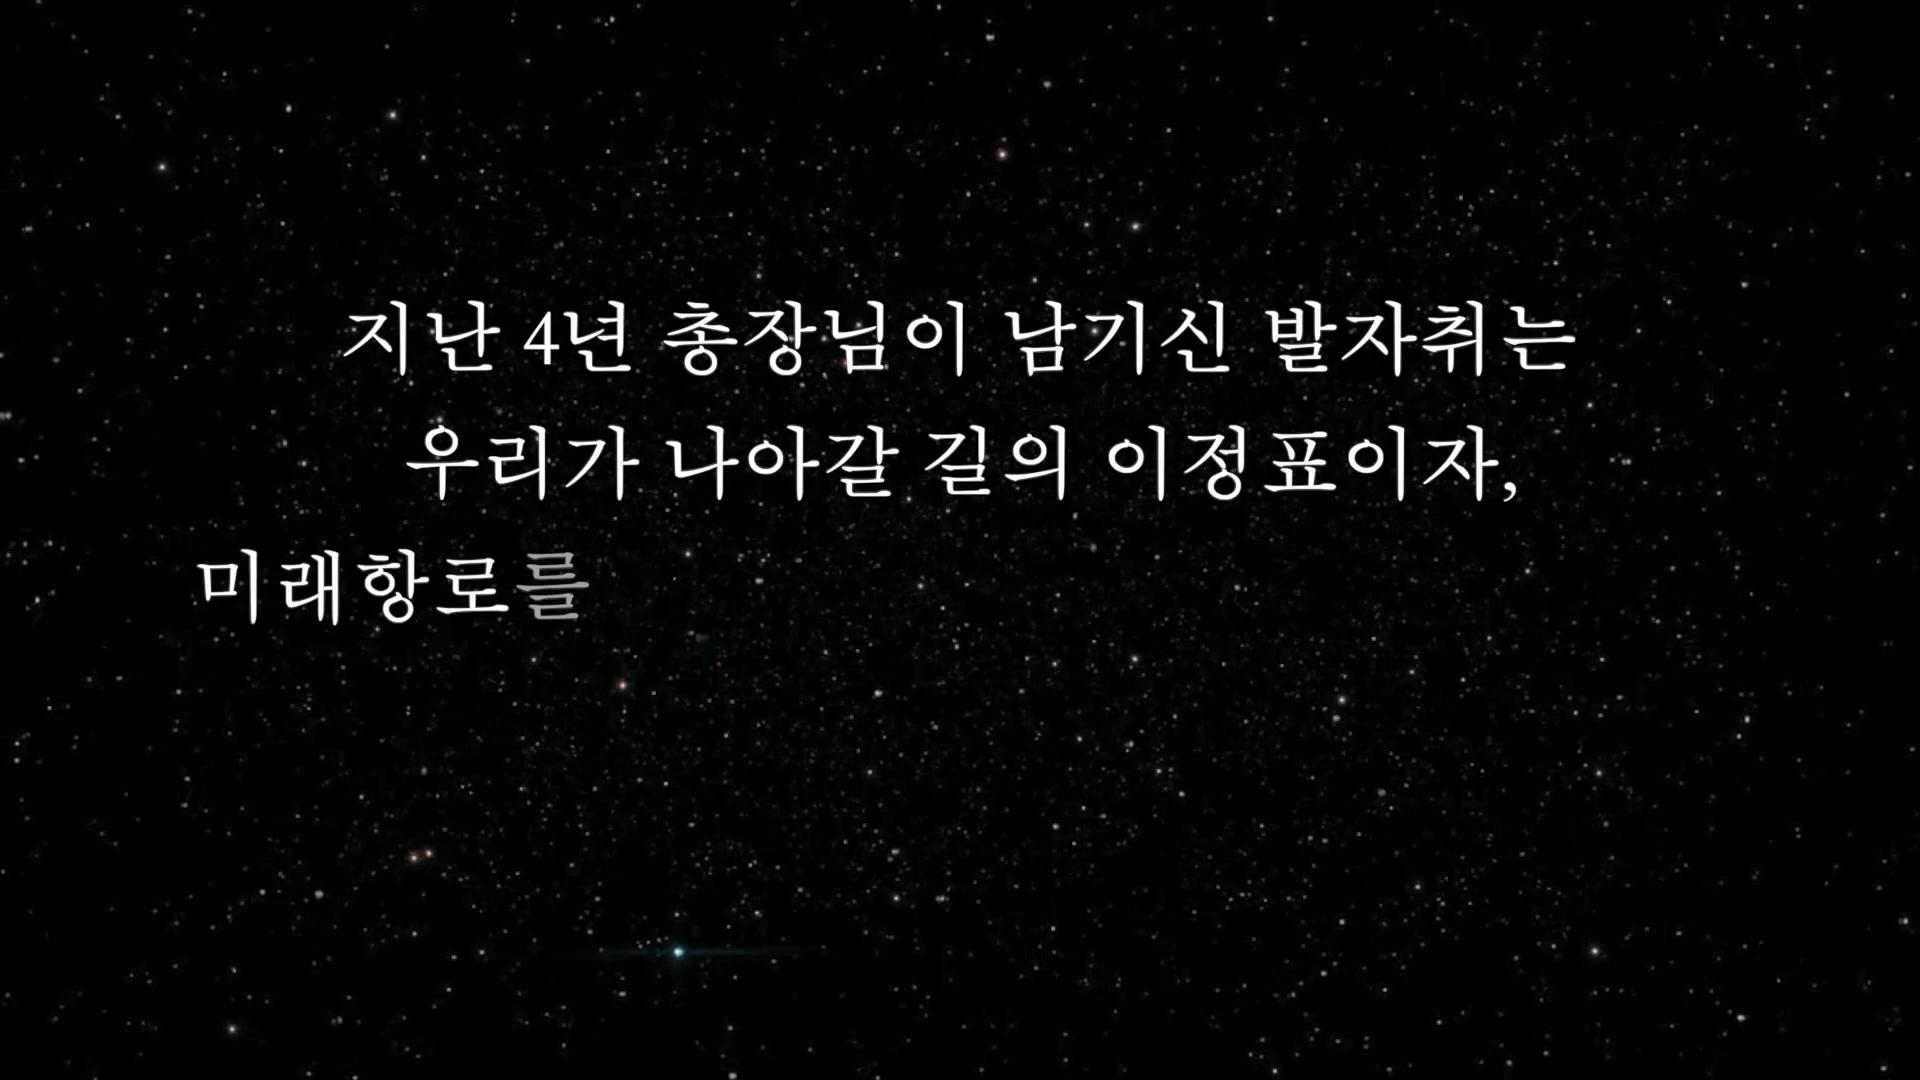 지난 4년 총장님이 남기신 발자취는
우리가 나아갈 길의 이정표이자,
미래항로를